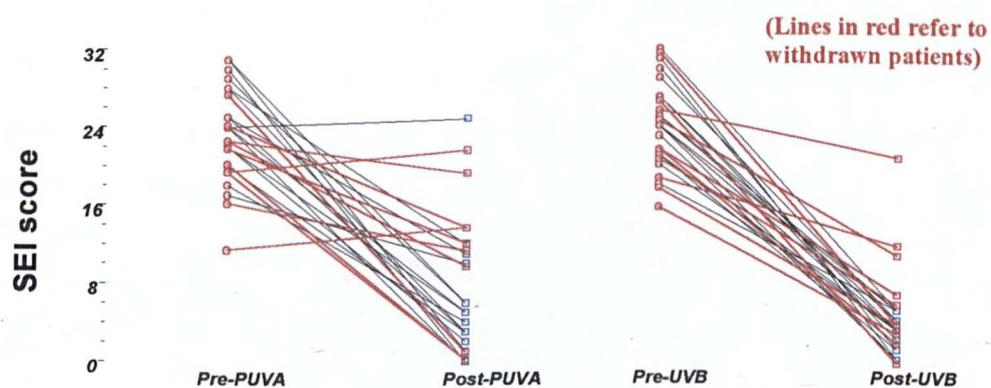 (Lines in red refer to
withdrawn patients)
SEI score
32
24
16
8
0
Pre-PUVA
Post-PUVA
Pre-UVB
Post-UVB